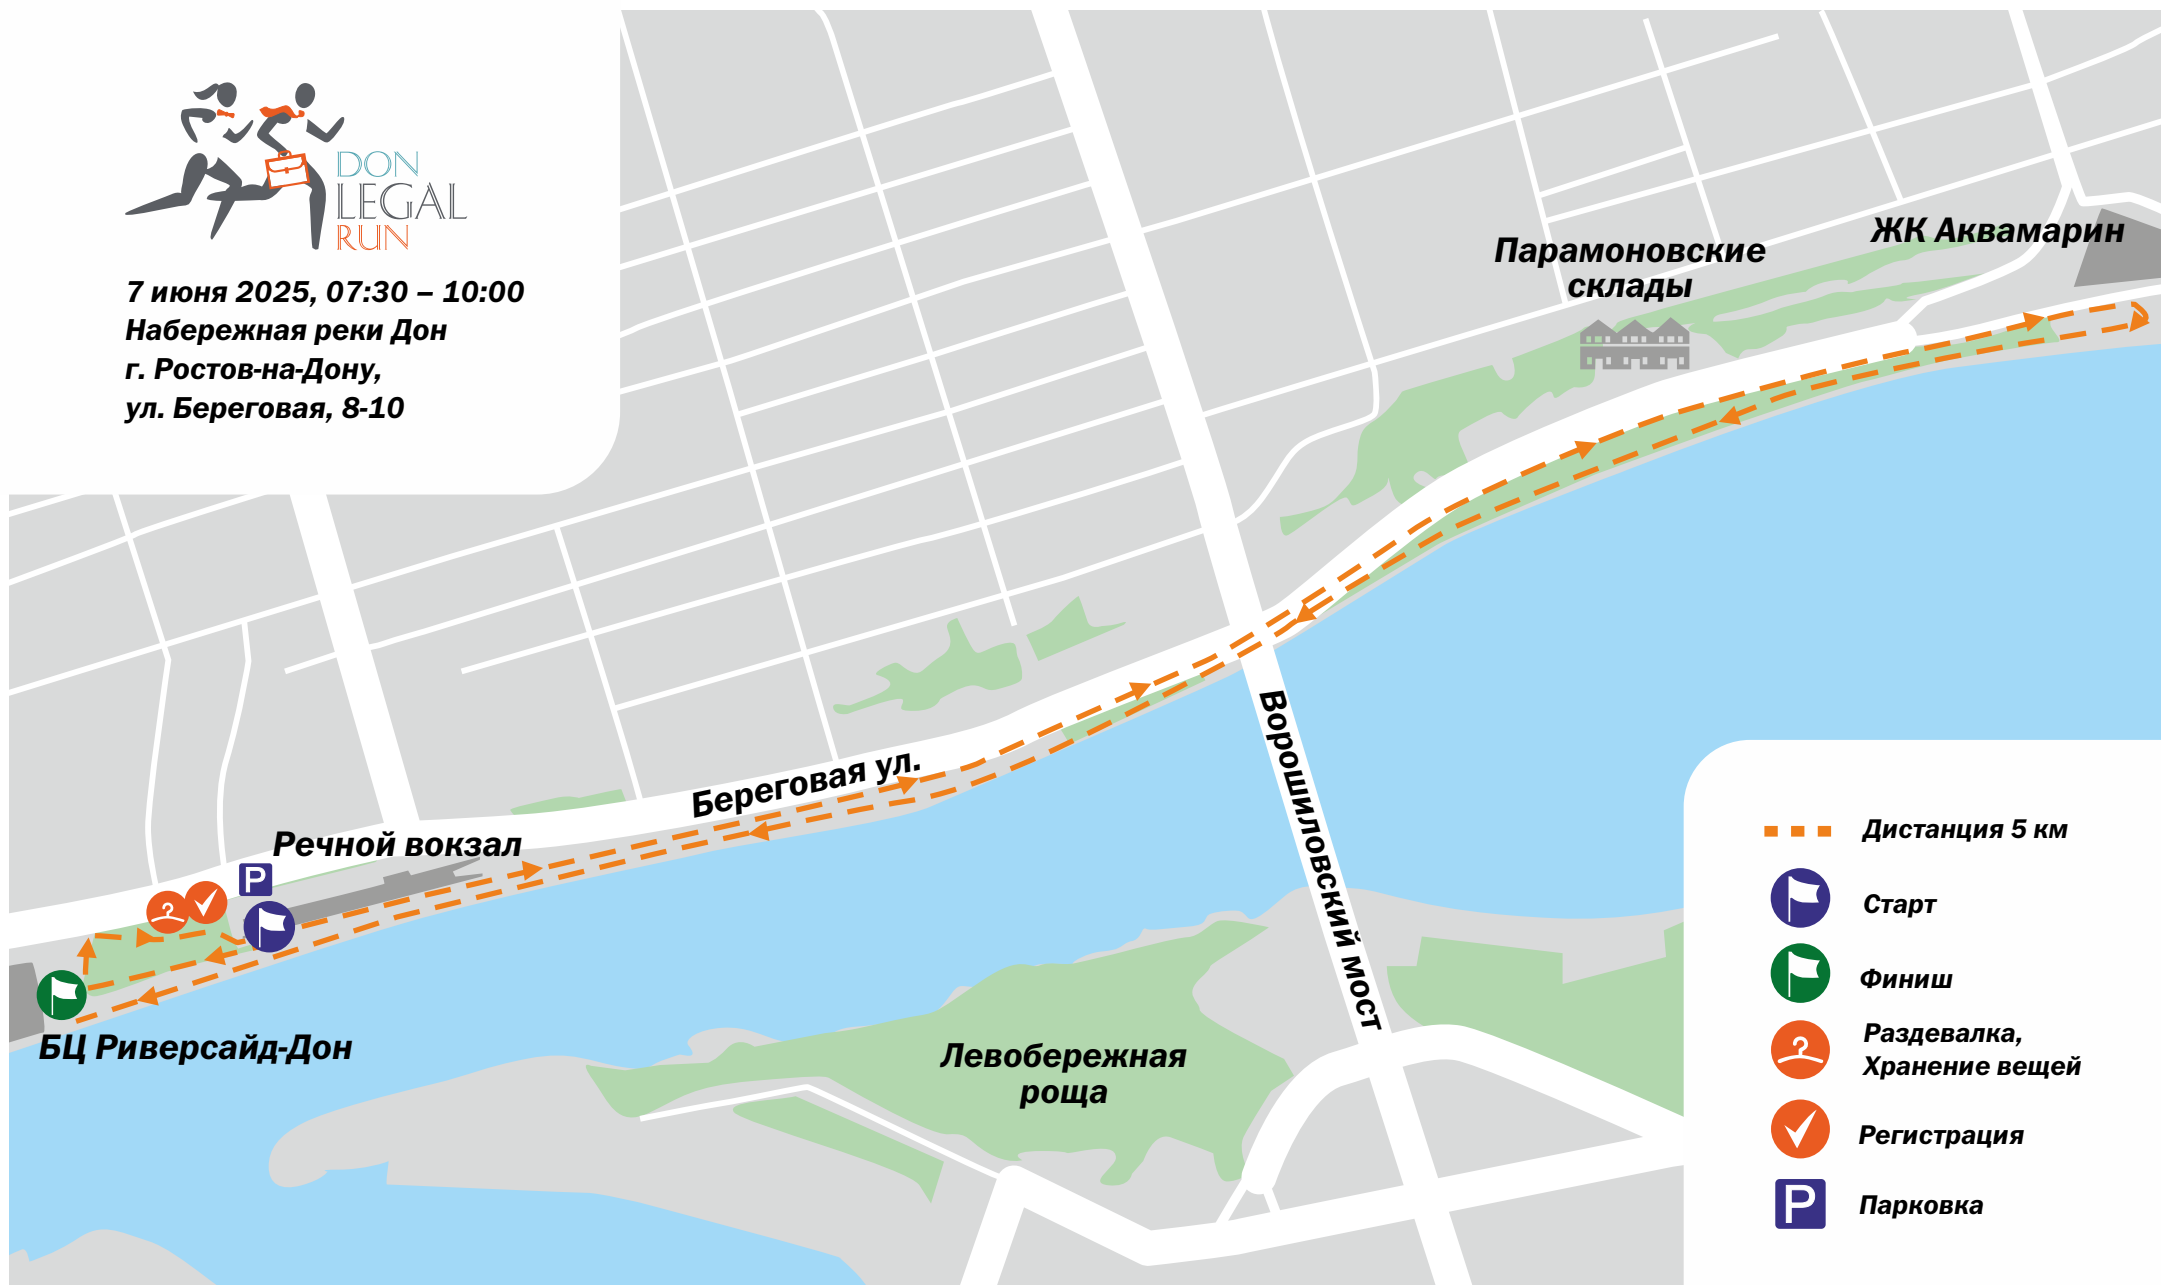 DON
LEGAL
RUN
7 июня 2025, 07:30 – 10:00
Набережная реки Дон
г. Ростов-на-Дону,
ул. Береговая, 8-10
Парамоновские
склады
ЖК Аквамарин
Береговая ул.
Ворошиловский мост
Речной вокзал
P
БЦ Риверсайд-Дон
Левобережная
роща
Дистанция 5 км
Старт
Финиш
Раздевалка,
Хранение вещей
Регистрация
P
Парковка